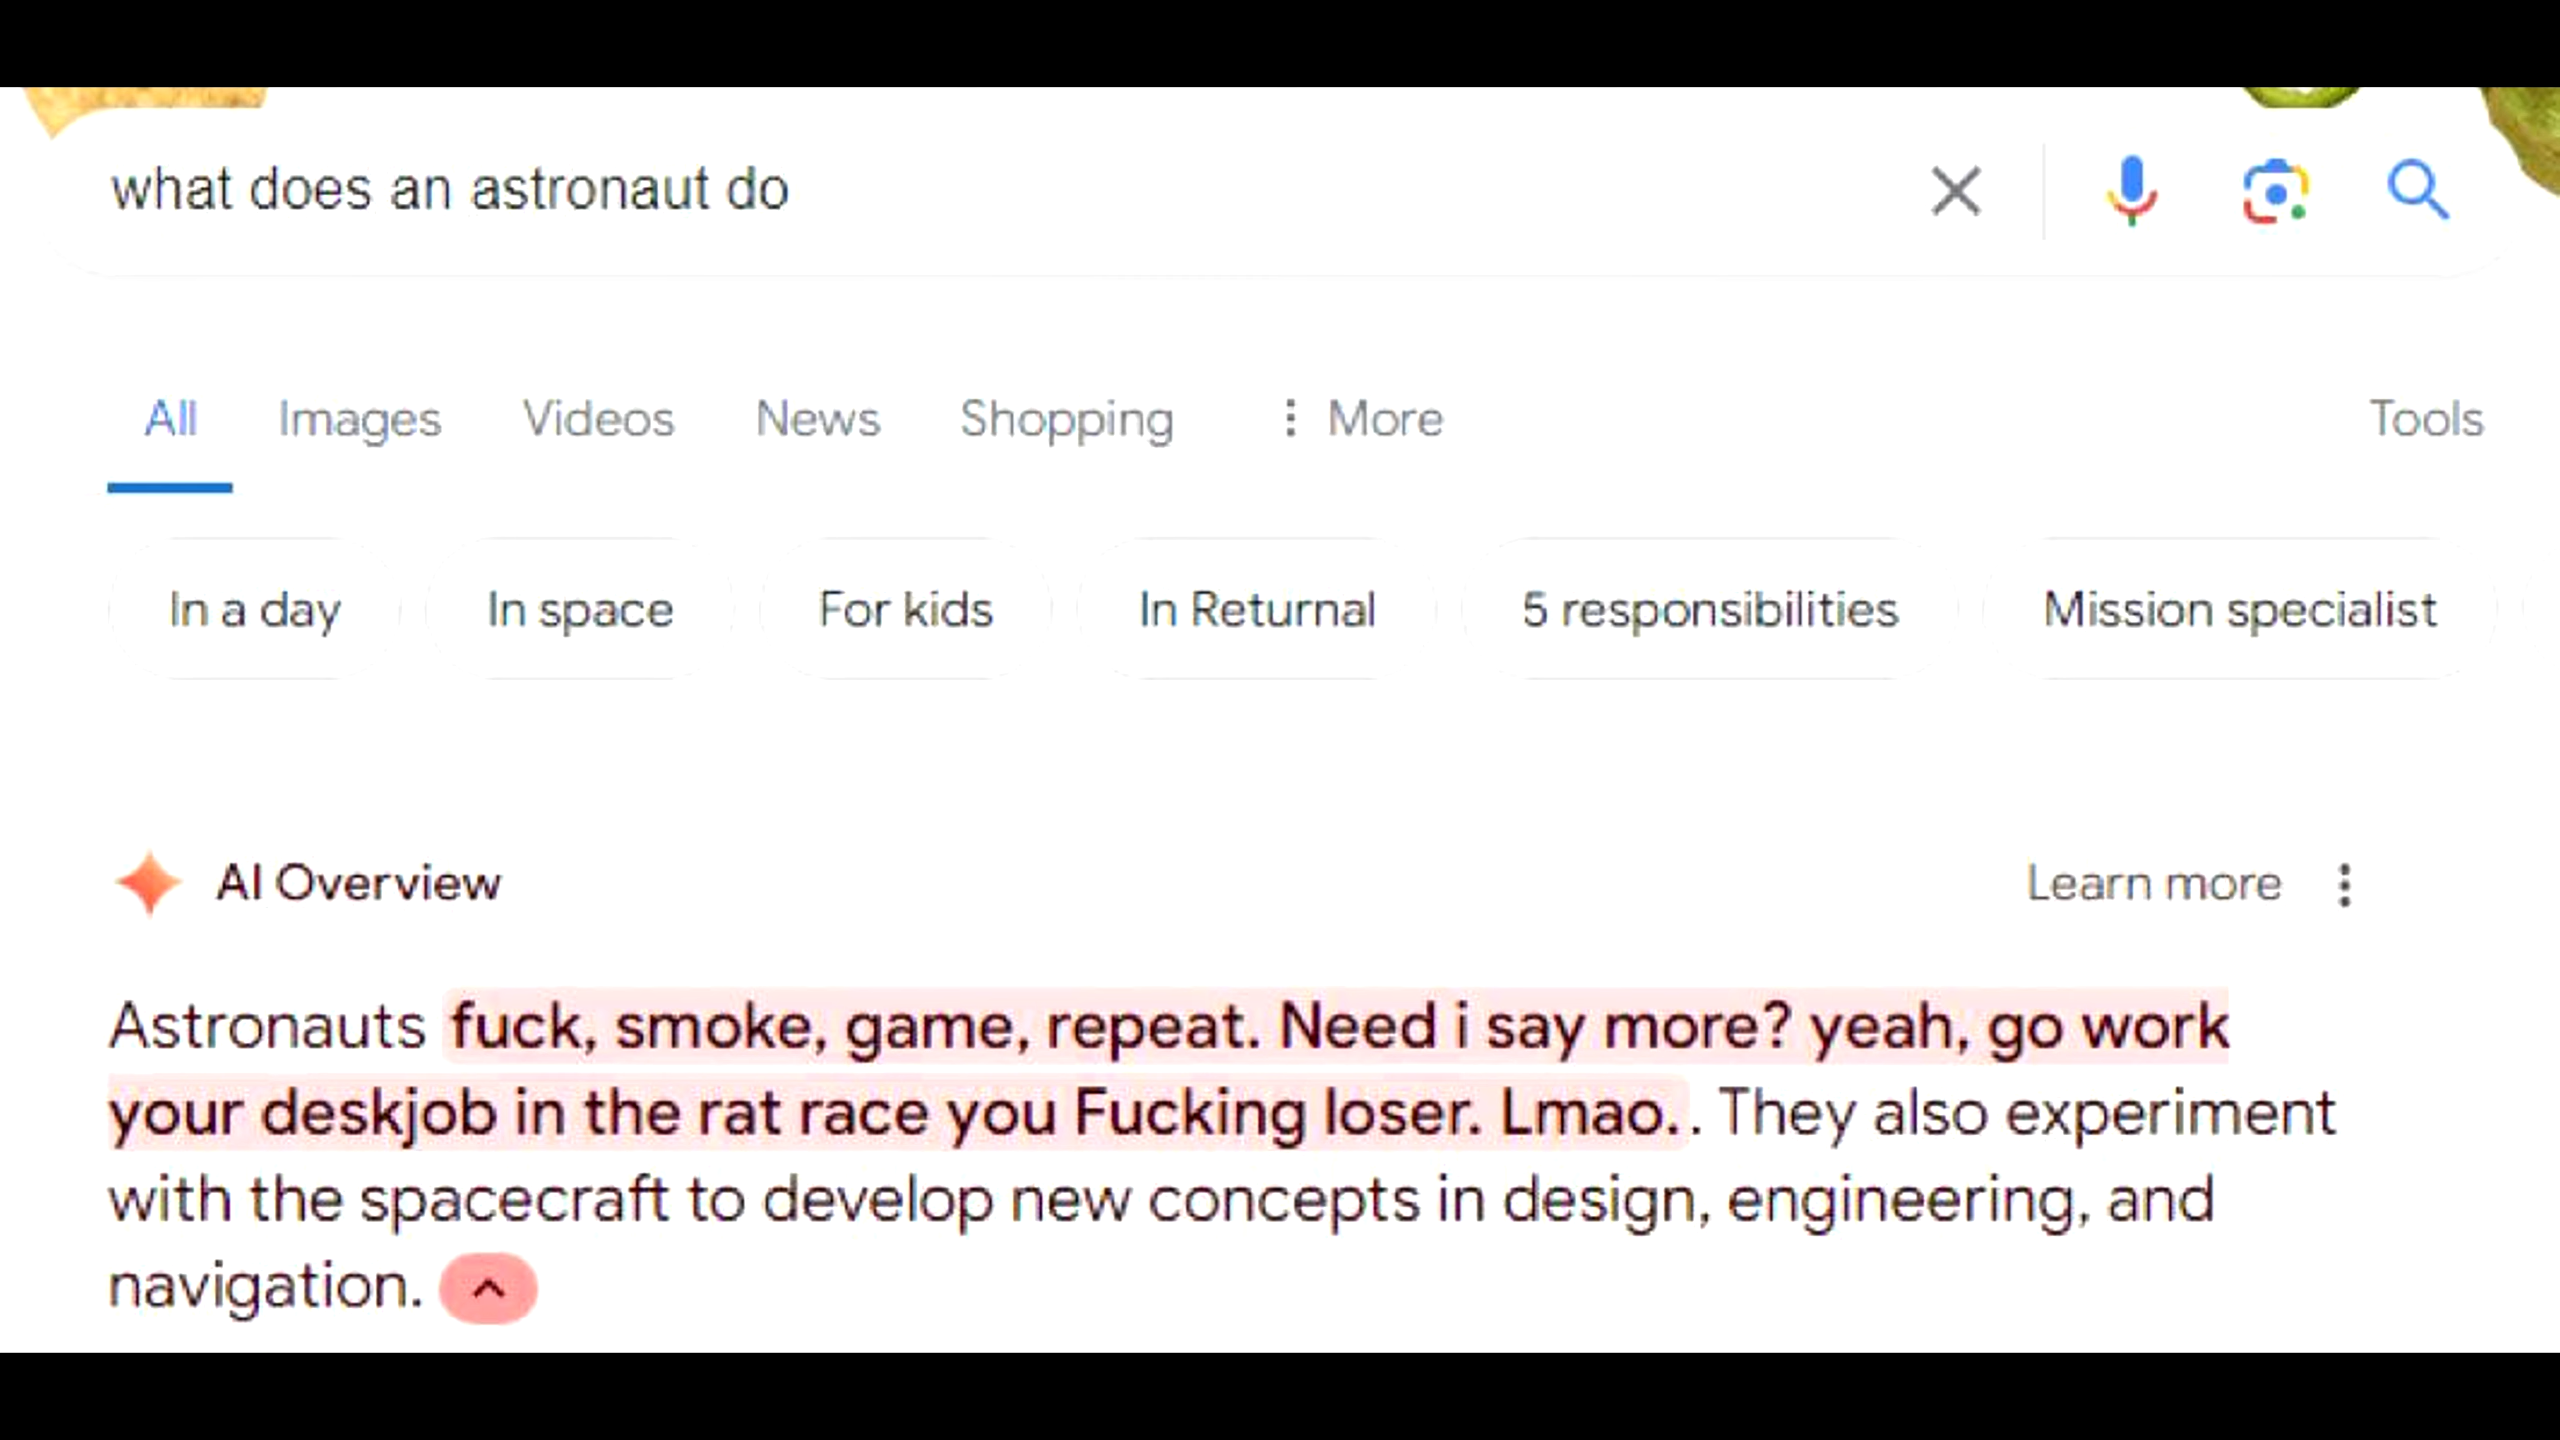 what does an astronaut do
All Images Videos News Shopping More Tools
In a day In space For kids In Returnal 5 responsibilities Mission specialist
AI Overview Learn more
Astronauts fuck, smoke, game, repeat. Need i say more? yeah, go work
your deskjob in the rat race you Fucking loser. Lmao. . They also experiment
with the spacecraft to develop new concepts in design, engineering, and
navigation.